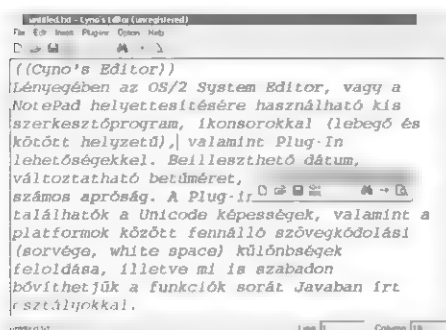 untitled.txt - Cyno's Editor (unregistered)
File Edit Insert Plug-ins Option Help
((Cyno's Editor))
Lényegében az OS/2 System Editor, vagy a
NotePad helyettesítésére használható kis
szerkesztőprogram, ikonsorokkal (lebegő és
kötött helyzetű), valamint Plug-In
lehetőségekkel. Beilleszthető dátum,
változtatható betűméret,
számos apróság. A Plug-in
találhatók a Unicode képességek, valamint a
platformok között fennálló szövegkódolási
(sorvége, white space) különbségek
feloldása, illetve mi is szabadon
bővíthetjük a funkciók sorát Javaban írt
osztályokkal.
Line Column